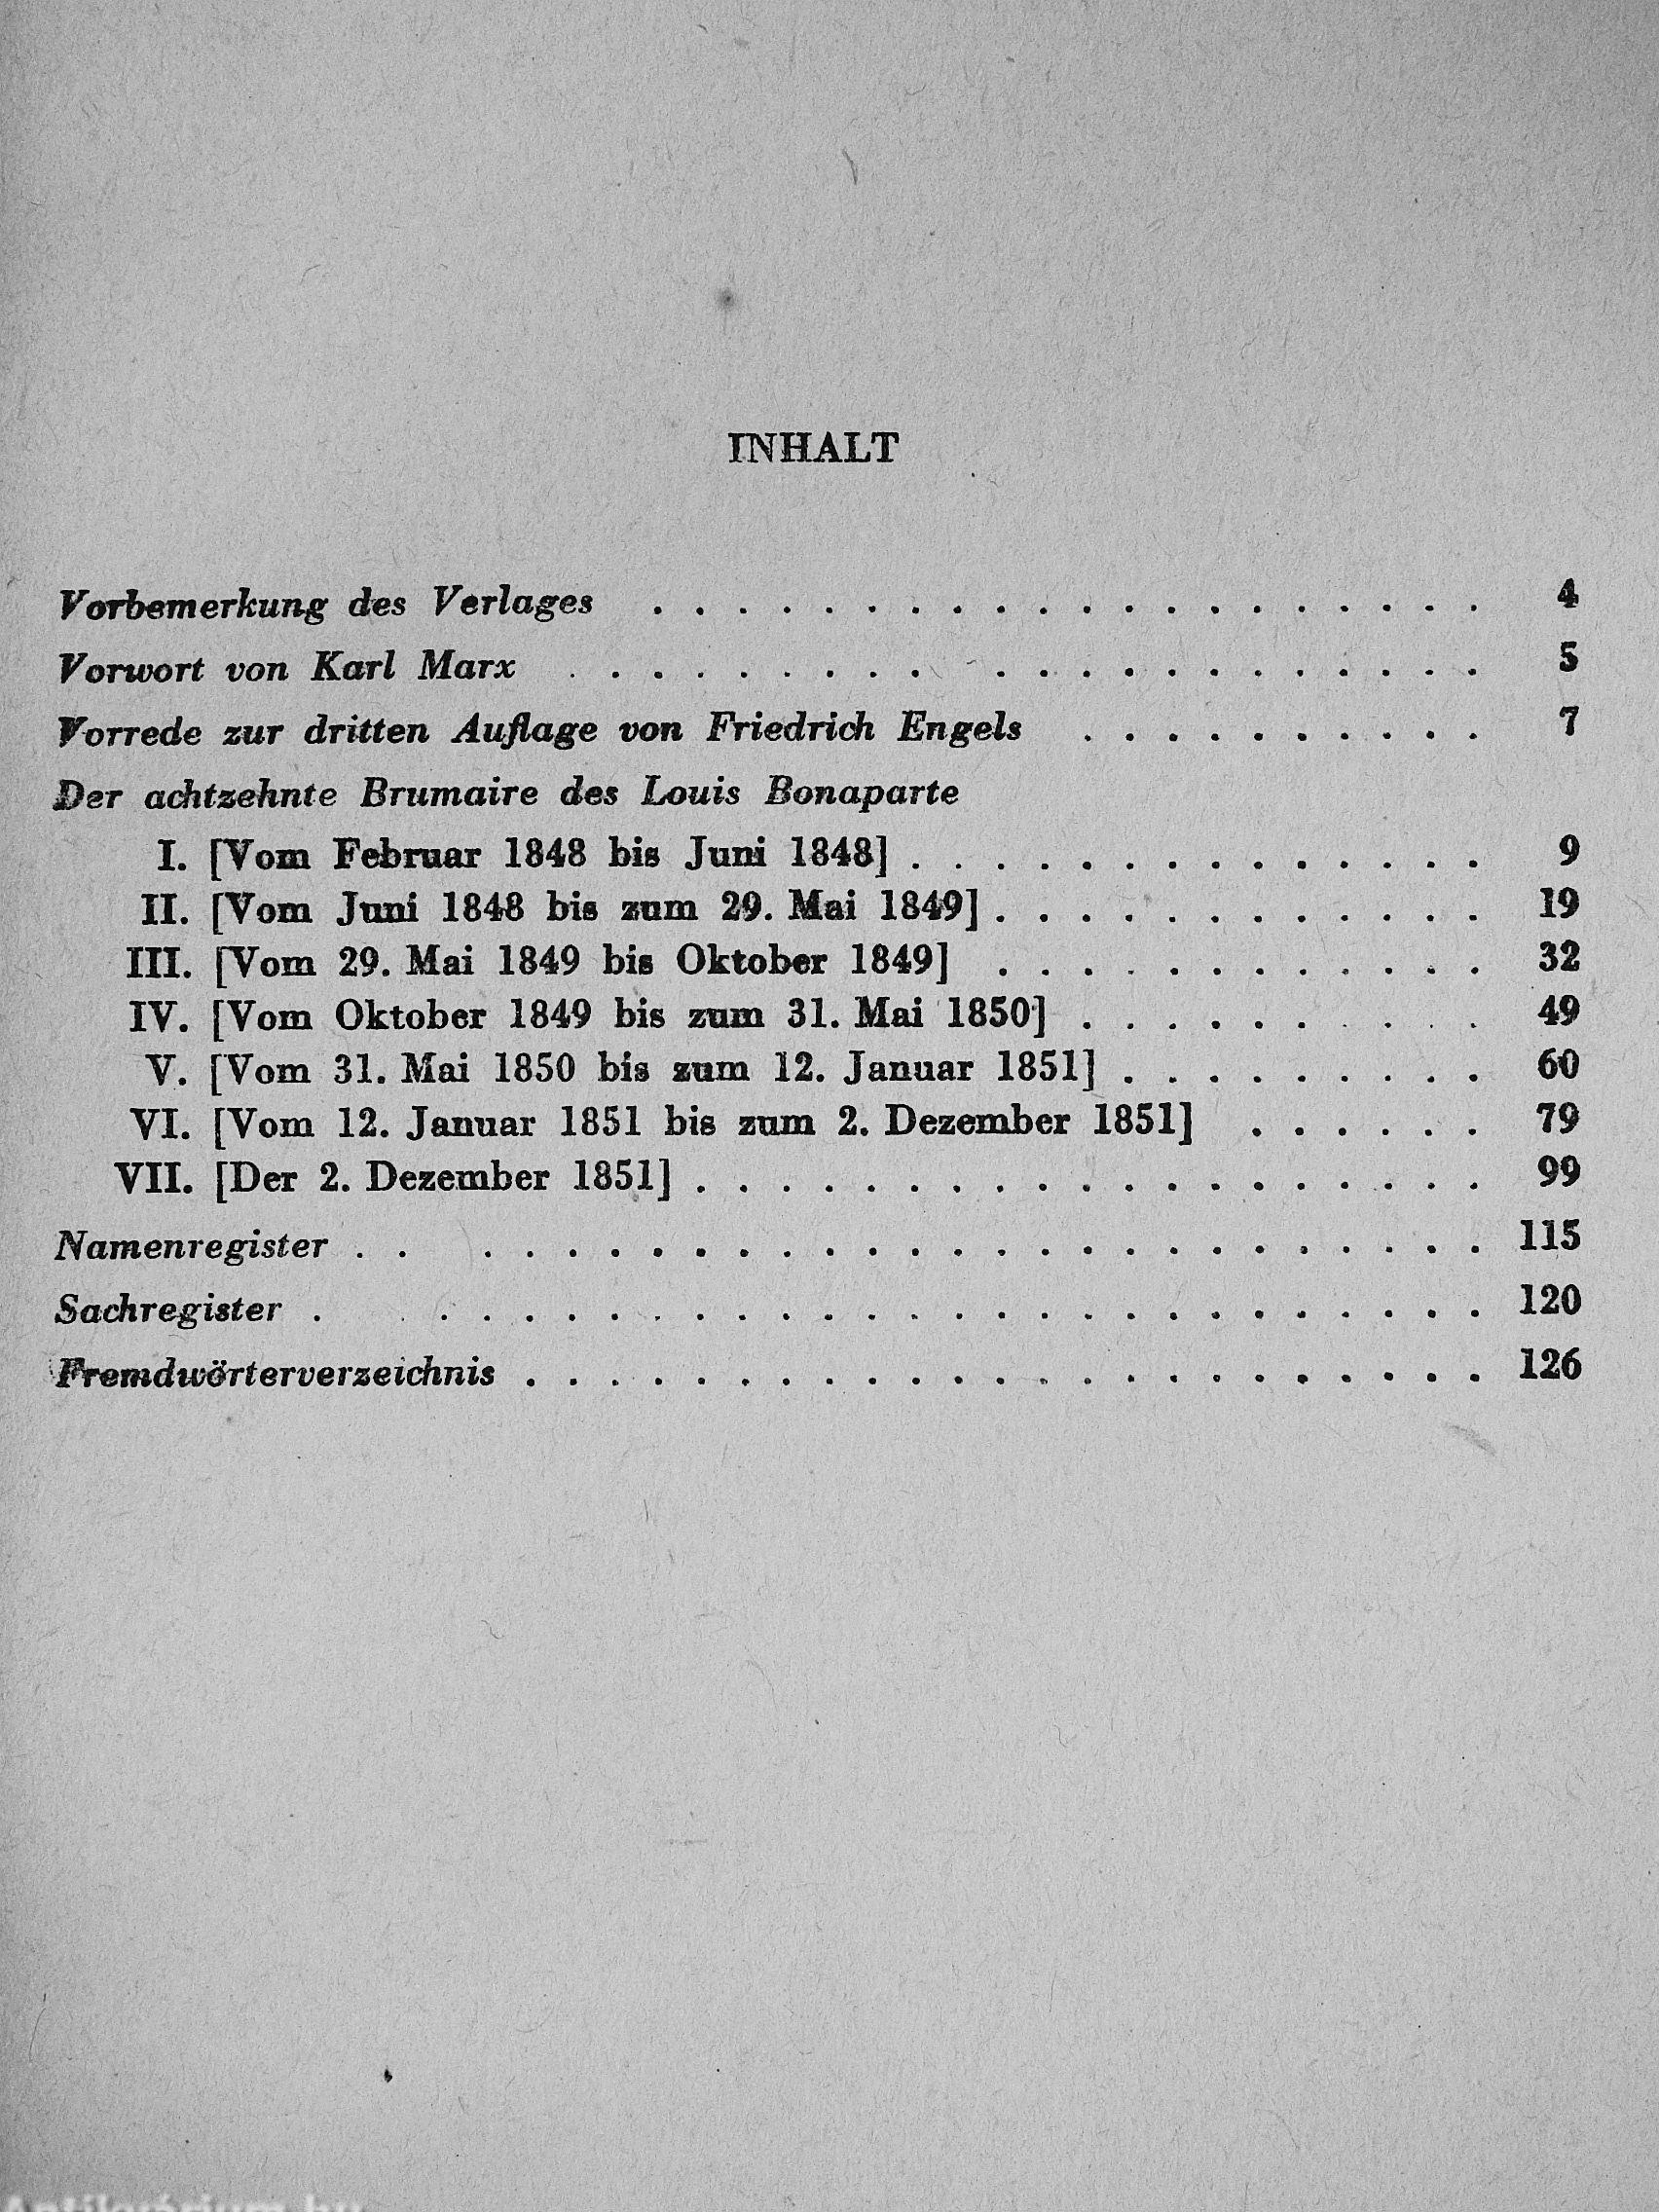 INHALT
Vorbemerkung des Verlages . . . . . . . . . . . . . . . . . . . . 4
Vorwort von Karl Marx . . . . . . . . . . . . . . . . . . . . . 5
Vorrede zur dritten Auflage von Friedrich Engels . . . . . . . . . . 7
Der achtzehnte Brumaire des Louis Bonaparte
I. [Vom Februar 1848 bis Juni 1848] . . . . . . . . . . . . . . 9
II. [Vom Juni 1848 bis zum 29. Mai 1849] . . . . . . . . . . . . 19
III. [Vom 29. Mai 1849 bis Oktober 1849] . . . . . . . . . . . . 32
IV. [Vom Oktober 1849 bis zum 31. Mai 1850] . . . . . . . . . . 49
V. [Vom 31. Mai 1850 bis zum 12. Januar 1851] . . . . . . . . . 60
VI. [Vom 12. Januar 1851 bis zum 2. Dezember 1851] . . . . . . 79
VII. [Der 2. Dezember 1851] . . . . . . . . . . . . . . . . . . . 99
Namenregister . . . . . . . . . . . . . . . . . . . . . . . . . . 115
Sachregister . . . . . . . . . . . . . . . . . . . . . . . . . . 120
Fremdwörterverzeichnis . . . . . . . . . . . . . . . . . . . . . . . 126